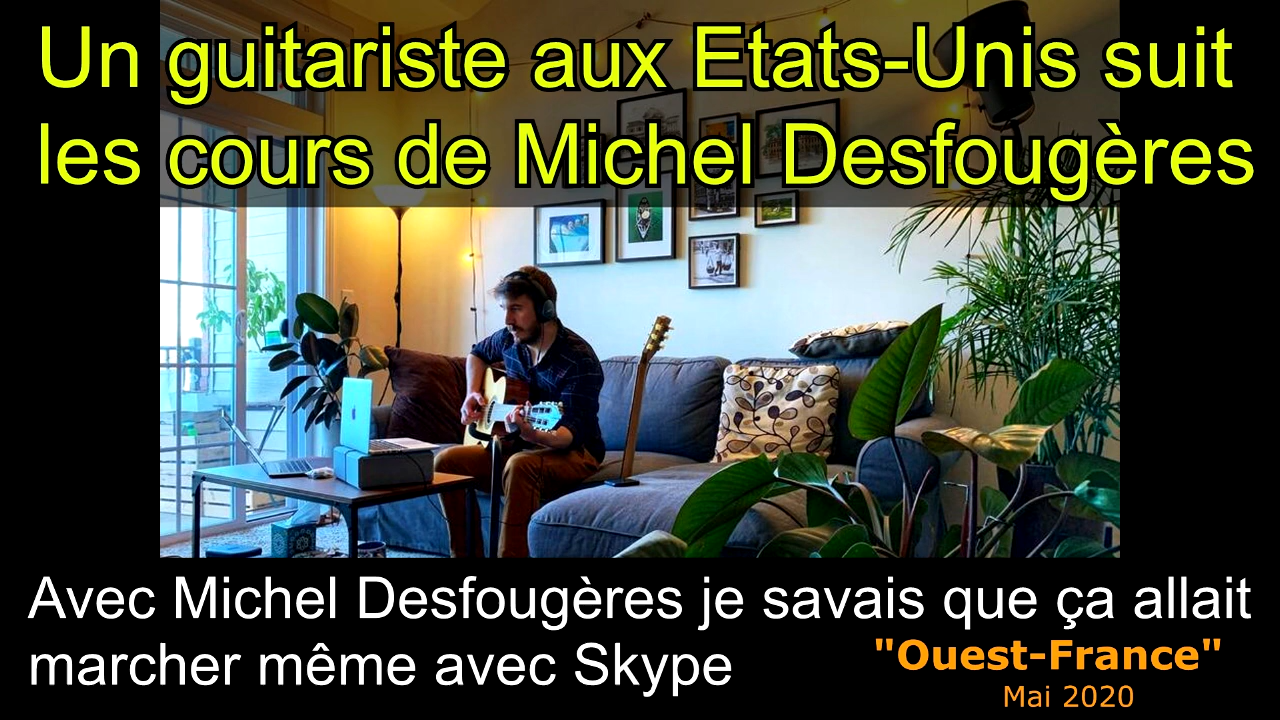 Un guitariste aux Etats-Unis suit
les cours de Michel Desfougères
Avec Michel Desfougères je savais que ça allait
marcher même avec Skype
"Ouest-France"
Mai 2020